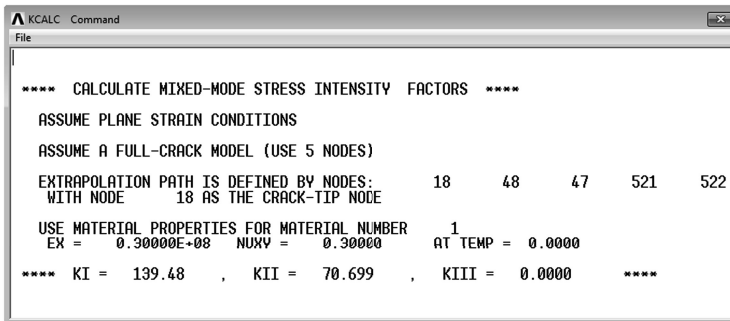 KCALC Command
File
**** CALCULATE MIXED-MODE STRESS INTENSITY FACTORS ****
ASSUME PLANE STRAIN CONDITIONS
ASSUME A FULL-CRACK MODEL (USE 5 NODES)
EXTRAPOLATION PATH IS DEFINED BY NODES: 18 48 47 521 522
WITH NODE 18 AS THE CRACK-TIP NODE
USE MATERIAL PROPERTIES FOR MATERIAL NUMBER 1
EX = 0.30000E+08 NUXY = 0.30000 AT TEMP = 0.0000
**** KI = 139.48 , KII = 70.699 , KIII = 0.0000 ****